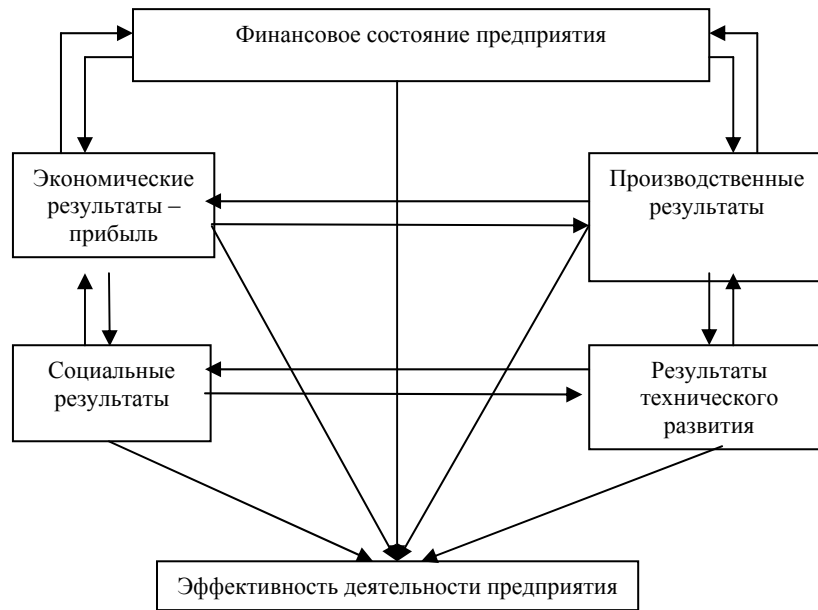 Финансовое состояние предприятия
Экономические
результаты –
прибыль
Производственные
результаты
Социальные
результаты
Результаты
технического
развития
Эффективность деятельности предприятия